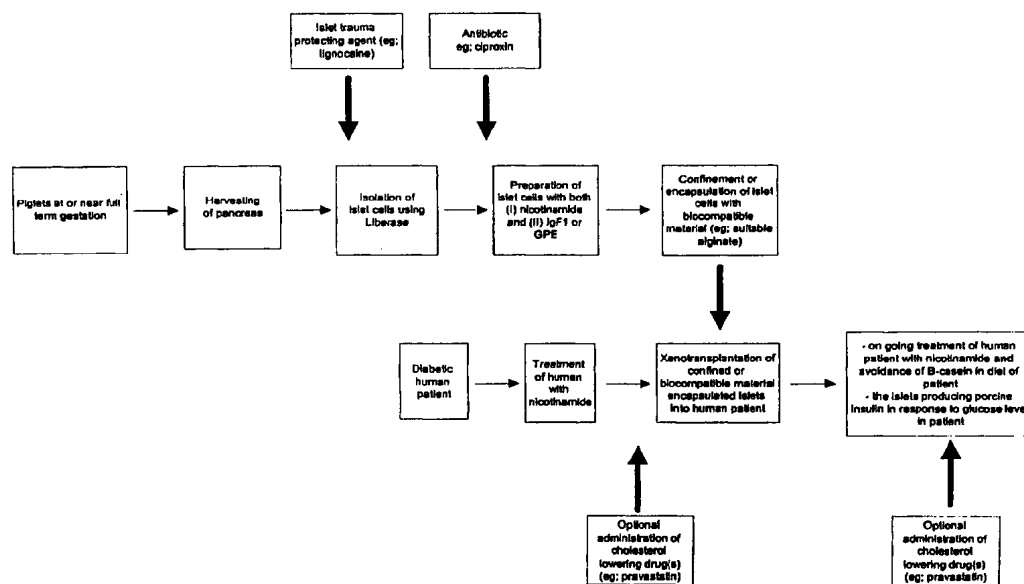 Islet trauma
protecting agent (eg;
lignocaine)
Antibiotic
eg; ciproxin
Piglets at or near full
term gestation
Harvesting
of pancreas
Isolation of
islet cells using
Liberase
Preparation of
islet cells with both
(i) nicotinamide
and (ii) IgF1 or
GPE
Confinement or
encapsulation of islet
cells with
biocompatible
material (eg; suitable
alginate)
Diabetic
human
patient
Treatment
of human
with
nicotinamide
Xenotransplantation of
confined or
biocompatible material
encapsulated islets
into human patient
- on going treatment of human
patient with nicotinamide and
avoidance of B-casein in diet of
patient
- the islets producing porcine
insulin in response to glucose level
in patient
Optional
administration of
cholesterol
lowering drug(s)
(eg; pravastatin)
Optional
administration of
cholesterol
lowering drug(s)
(eg; pravastatin)